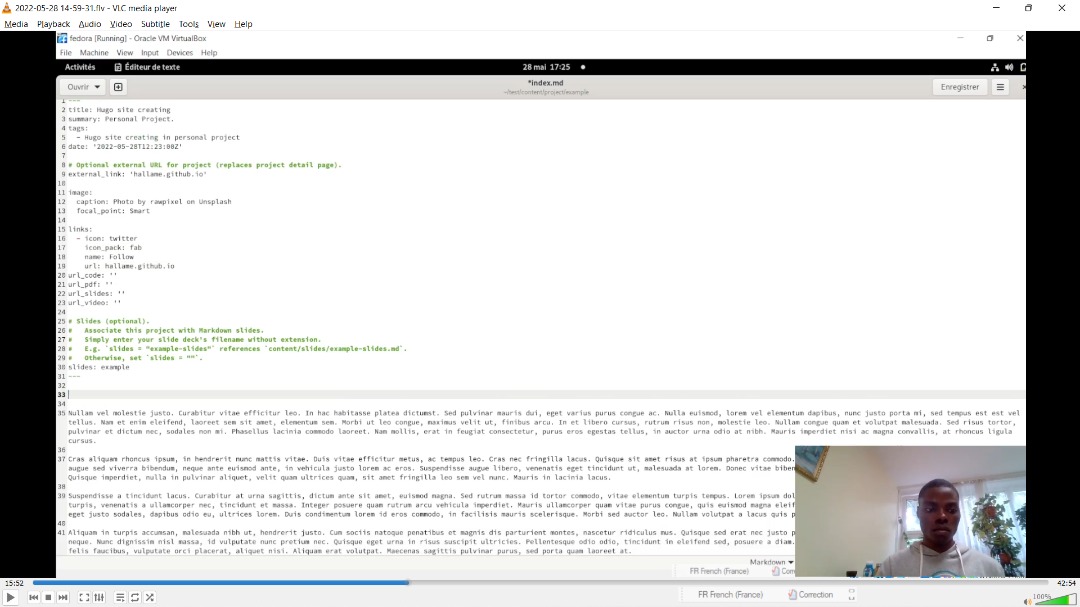 2022-05-28 14-59-31.flv - VLC media player
Media Playback Audio Video Subtitle Tools View Help
fedora [Running] - Oracle VM VirtualBox
File Machine View Input Devices Help
Activités Éditeur de texte 28 mai 17:25
Ouvrir *index.md Enregistrer
~/test/content/project/example
1 ---
2 title: Hugo site creating
3 summary: Personal Project.
4 tags:
5 - Hugo site creating in personal project
6 date: '2022-05-28T12:23:00Z'
7
8 # Optional external URL for project (replaces project detail page).
9 external_link: 'hallame.github.io'
10
11 image:
12 caption: Photo by rawpixel on Unsplash
13 focal_point: Smart
14
15 links:
16 - icon: twitter
17 icon_pack: fab
18 name: Follow
19 url: hallame.github.io
20 url_code: ''
21 url_pdf: ''
22 url_slides: ''
23 url_video: ''
24
25 # Slides (optional).
26 # Associate this project with Markdown slides.
27 # Simply enter your slide deck's filename without extension.
28 # E.g. `slides = "example-slides"` references `content/slides/example-slides.md`.
29 # Otherwise, set `slides = ""`.
30 slides: example
31 ---
32
33
34
35 Nullam vel molestie justo. Curabitur vitae efficitur leo. In hac habitasse platea dictumst. Sed pulvinar mauris dui, eget varius purus congue ac. Nulla euismod, lorem vel elementum dapibus, nunc justo porta mi, sed tempus est est vel
tellus. Nam et enim eleifend, laoreet sem sit amet, elementum sem. Morbi ut leo congue, maximus velit ut, finibus arcu. In et libero cursus, rutrum risus non, molestie leo. Nullam congue quam et volutpat malesuada. Sed risus tortor,
pulvinar et dictum nec, sodales non mi. Phasellus lacinia commodo laoreet. Nam mollis, erat in feugiat consectetur, purus eros egestas tellus, in auctor urna odio at nibh. Mauris imperdiet nisi ac magna convallis, at rhoncus ligula
cursus.
36
37 Cras aliquam rhoncus ipsum, in hendrerit nunc mattis vitae. Duis vitae efficitur metus, ac tempus leo. Cras nec fringilla lacus. Quisque sit amet risus at ipsum pharetra commodo.
augue sed viverra bibendum, neque ante euismod ante, in vehicula justo lorem ac eros. Suspendisse augue libero, venenatis eget tincidunt ut, malesuada at lorem. Donec vitae
Quisque imperdiet, nulla in pulvinar aliquet, velit quam ultrices quam, sit amet fringilla leo sem vel nunc. Mauris in lacinia lacus.
38
39 Suspendisse a tincidunt lacus. Curabitur at urna sagittis, dictum ante sit amet, euismod magna. Sed rutrum massa id tortor commodo, vitae elementum turpis tempus. Lorem ipsum dol
turpis, venenatis a ullamcorper nec, tincidunt et massa. Integer posuere quam rutrum arcu vehicula imperdiet. Mauris ullamcorper quam vitae purus congue, quis euismod magna eleif
eget justo sodales, dapibus odio eu, ultrices lorem. Duis condimentum lorem id eros commodo, in facilisis mauris scelerisque. Morbi sed auctor leo. Nullam volutpat a lacus quis p
40
41 Aliquam in turpis accumsan, malesuada nibh ut, hendrerit justo. Cum sociis natoque penatibus et magnis dis parturient montes, nascetur ridiculus mus. Quisque sed erat nec justo p
neque. Nunc dignissim nisl massa, id vulputate nunc pretium nec. Quisque eget urna in risus suscipit ultricies. Pellentesque odio odio, tincidunt in eleifend sed, posuere a diam.
felis faucibus, vulputate orci placerat, aliquet nisi. Aliquam erat volutpat. Maecenas sagittis pulvinar purus, sed porta quam laoreet at.
Markdown
FR French (France)
15:52 42:54
FR French (France) Correction
100%